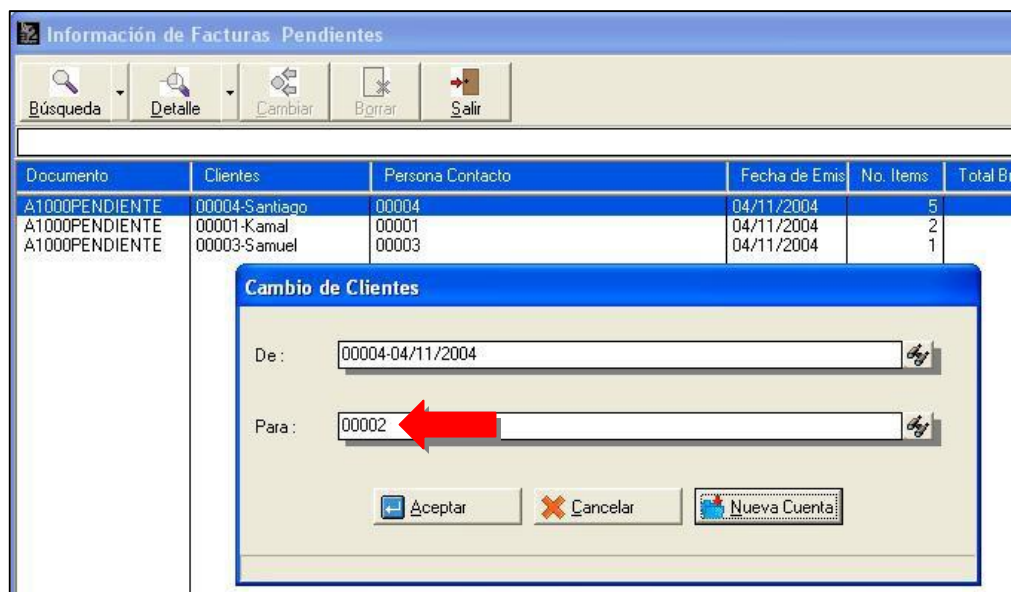 Información de Facturas Pendientes
Búsqueda Detalle Cambiar Borrar Salir
Documento Clientes Persona Contacto Fecha de Emis No. Items Total Br
A1000PENDIENTE 00004-Santiago 00004 04/11/2004 5
A1000PENDIENTE 00001-Kamal 00001 04/11/2004 2
A1000PENDIENTE 00003-Samuel 00003 04/11/2004 1
Cambio de Clientes
De : 00004-04/11/2004
Para : 00002
Aceptar Cancelar Nueva Cuenta